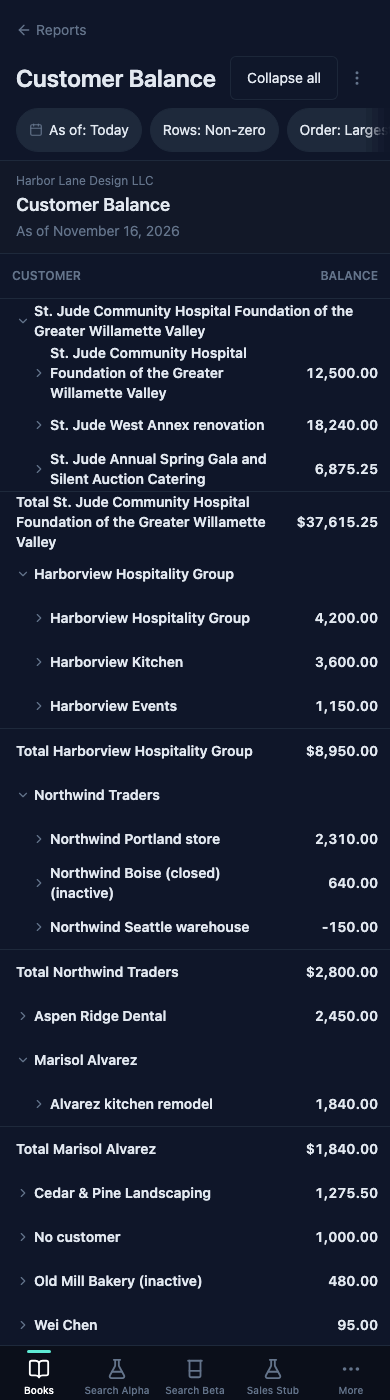 Reports
Customer Balance
Collapse all
As of: Today
Rows: Non-zero
Order: Larges
Harbor Lane Design LLC
Customer Balance
As of November 16, 2026
CUSTOMER BALANCE
St. Jude Community Hospital Foundation of the
Greater Willamette Valley
St. Jude Community Hospital
Foundation of the Greater
Willamette Valley
12,500.00
St. Jude West Annex renovation 18,240.00
St. Jude Annual Spring Gala and
Silent Auction Catering
6,875.25
Total St. Jude Community Hospital
Foundation of the Greater Willamette
Valley
$37,615.25
Harborview Hospitality Group
Harborview Hospitality Group 4,200.00
Harborview Kitchen 3,600.00
Harborview Events 1,150.00
Total Harborview Hospitality Group $8,950.00
Northwind Traders
Northwind Portland store 2,310.00
Northwind Boise (closed)
(inactive)
640.00
Northwind Seattle warehouse -150.00
Total Northwind Traders $2,800.00
Aspen Ridge Dental 2,450.00
Marisol Alvarez
Alvarez kitchen remodel 1,840.00
Total Marisol Alvarez $1,840.00
Cedar & Pine Landscaping 1,275.50
No customer 1,000.00
Old Mill Bakery (inactive) 480.00
Wei Chen 95.00
Books
Search Alpha
Search Beta
Sales Stub
More